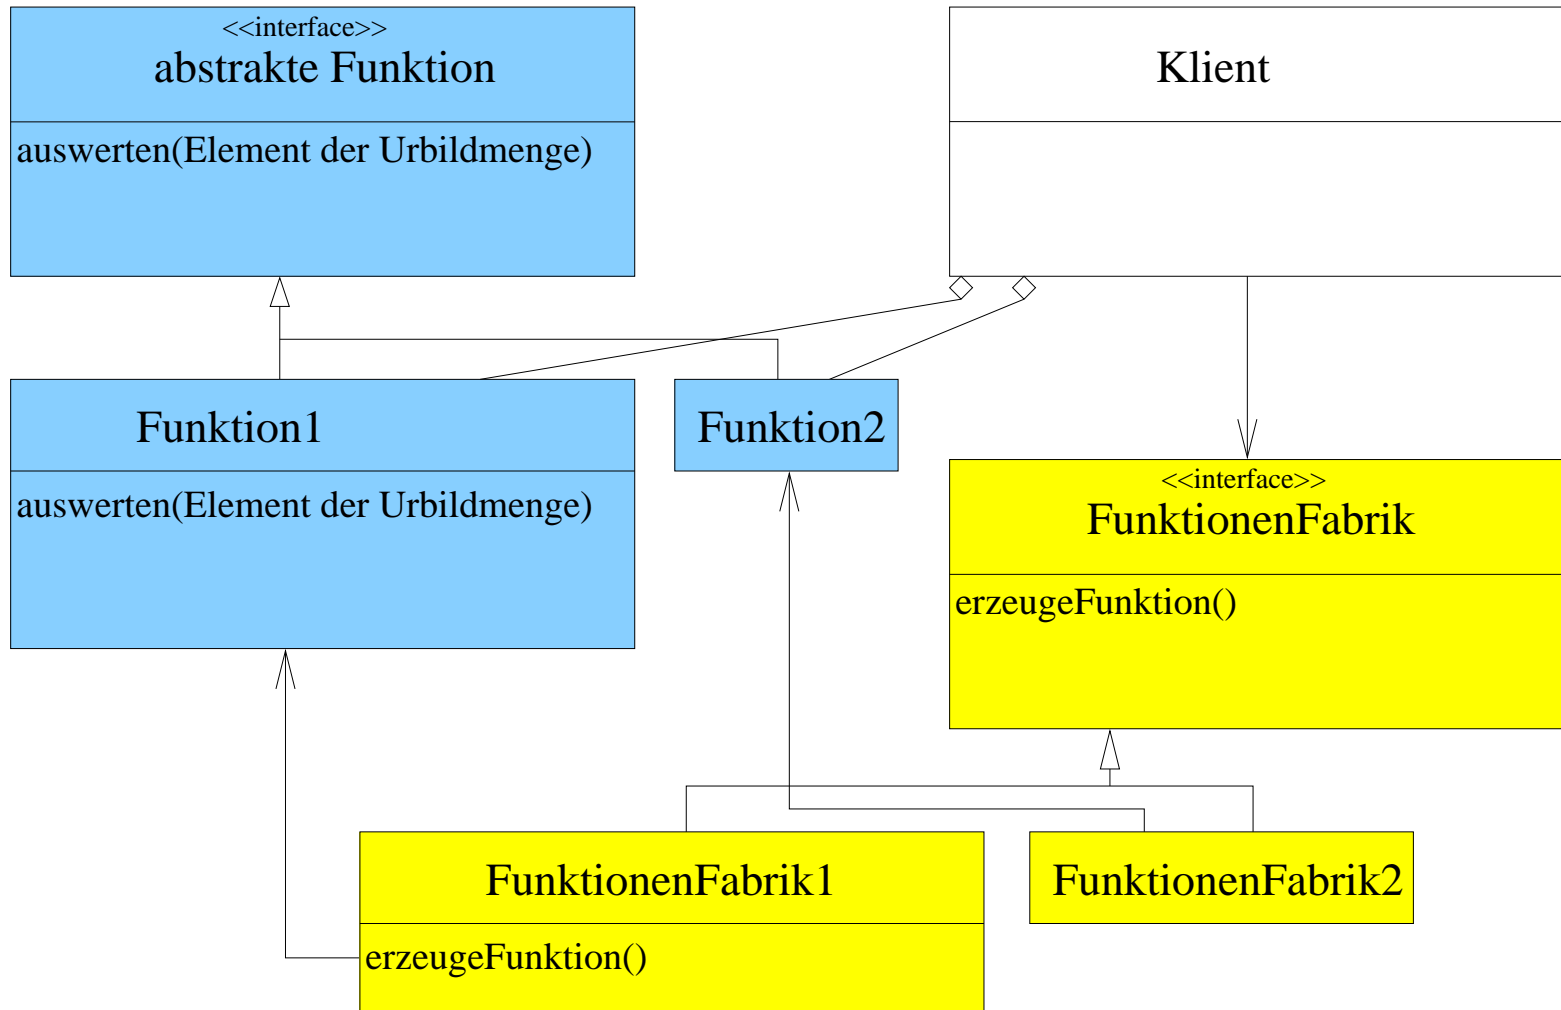 <<interface>>
abstrakte Funktion
auswerten(Element der Urbildmenge)
Klient
Funktion1
auswerten(Element der Urbildmenge)
Funktion2
<<interface>>
FunktionenFabrik
erzeugeFunktion()
FunktionenFabrik1
erzeugeFunktion()
FunktionenFabrik2